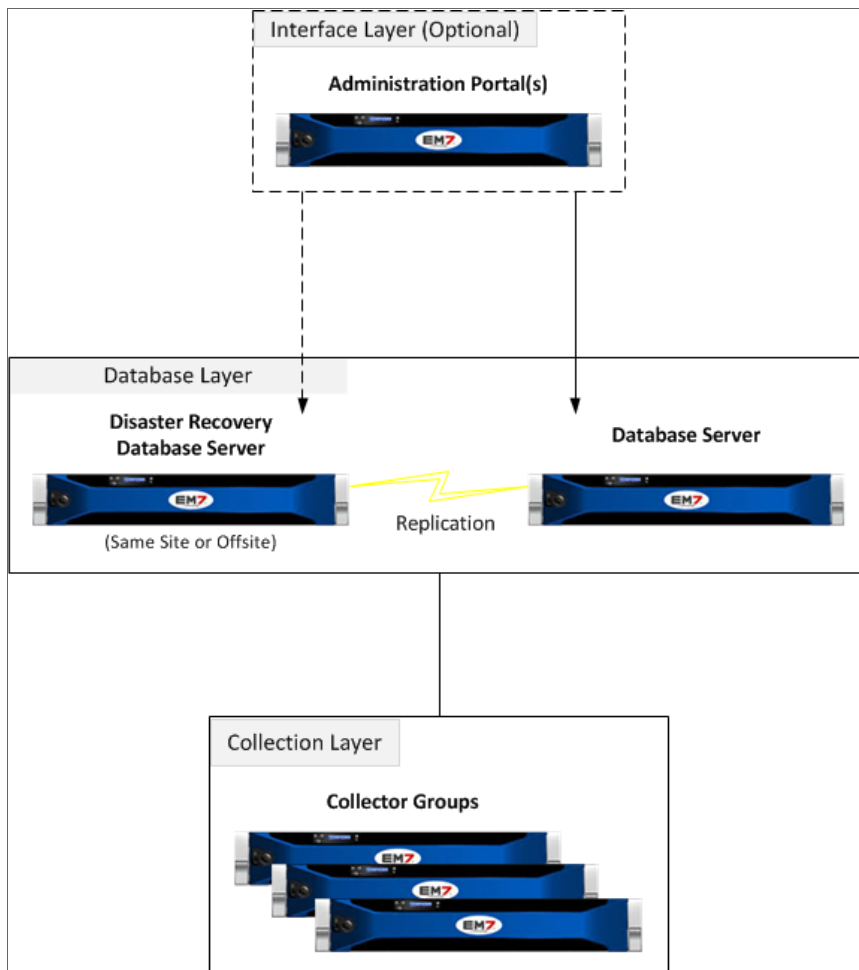 Interface Layer (Optional)
Administration Portal(s)
EM7
Database Layer
Disaster Recovery
Database Server
EM7
(Same Site or Offsite)
Replication
Database Server
EM7
Collection Layer
Collector Groups
EM7
EM7
EM7